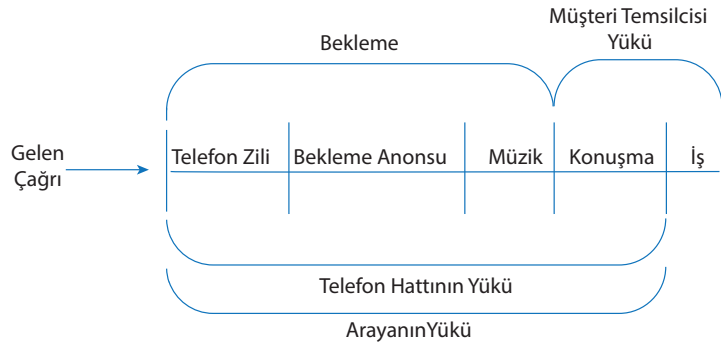 Müşteri Temsilcisi
Yükü
Bekleme
Gelen
Çağrı
Telefon Zili
Bekleme Anonsu
Müzik
Konuşma
İş
Telefon Hattının Yükü
ArayanınYükü